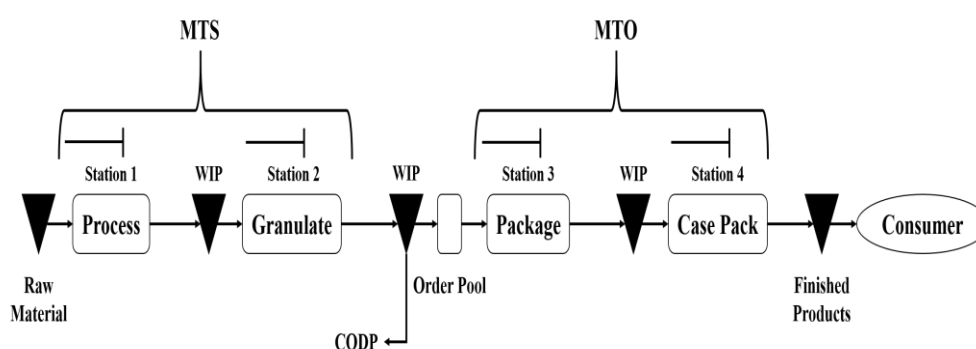 MTS
MTO
Station 1
WIP
Station 2
WIP
Station 3
WIP
Station 4
Process
Granulate
Package
Case Pack
Consumer
Raw
Material
Order Pool
Finished
Products
CODP